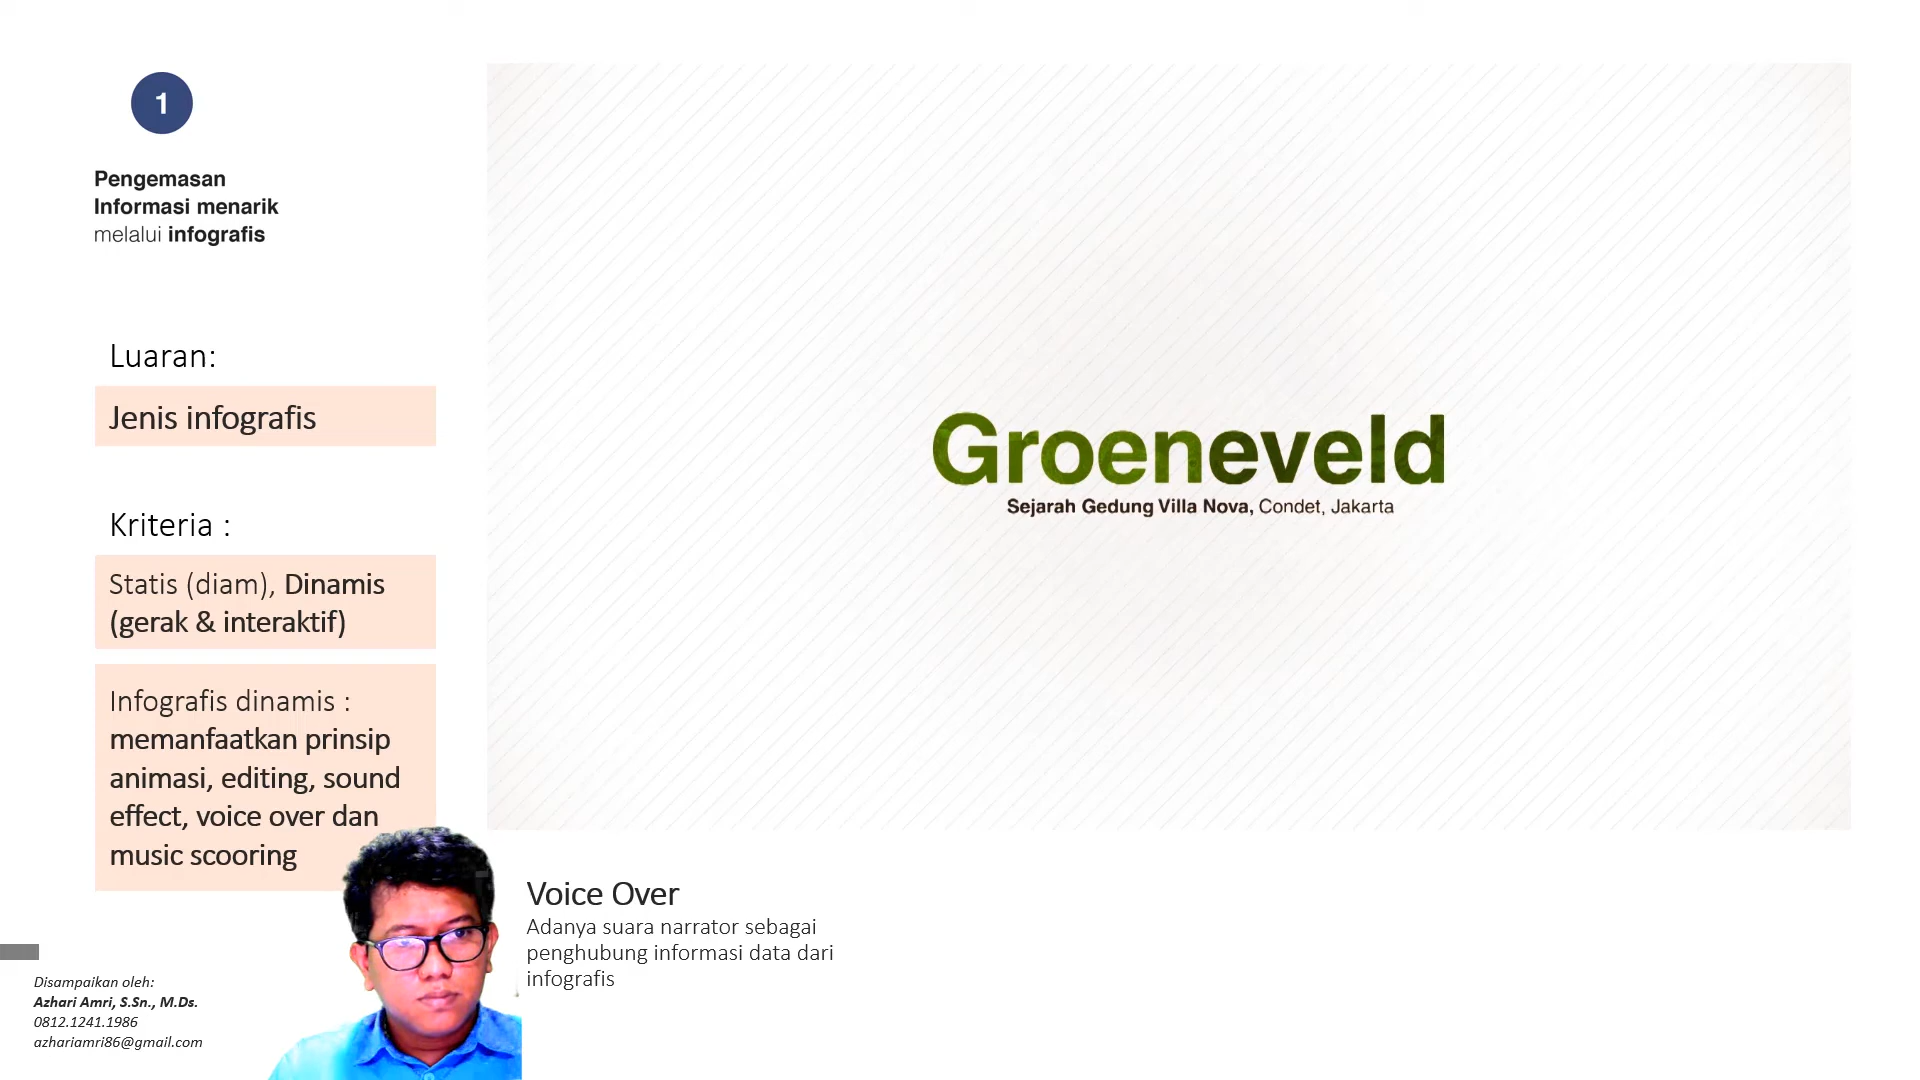 1
Pengemasan
Informasi menarik
melalui infografis
Luaran:
Jenis infografis
Kriteria :
Statis (diam), Dinamis
(gerak & interaktif)
Infografis dinamis :
memanfaatkan prinsip
animasi, editing, sound
effect, voice over dan
music scooring
Groeneveld
Sejarah Gedung Villa Nova, Condet, Jakarta
Voice Over
Adanya suara narrator sebagai
penghubung informasi data dari
infografis
Disampaikan oleh:
Azhari Amri, S.Sn., M.Ds.
0812.1241.1986
azhariamri86@gmail.com